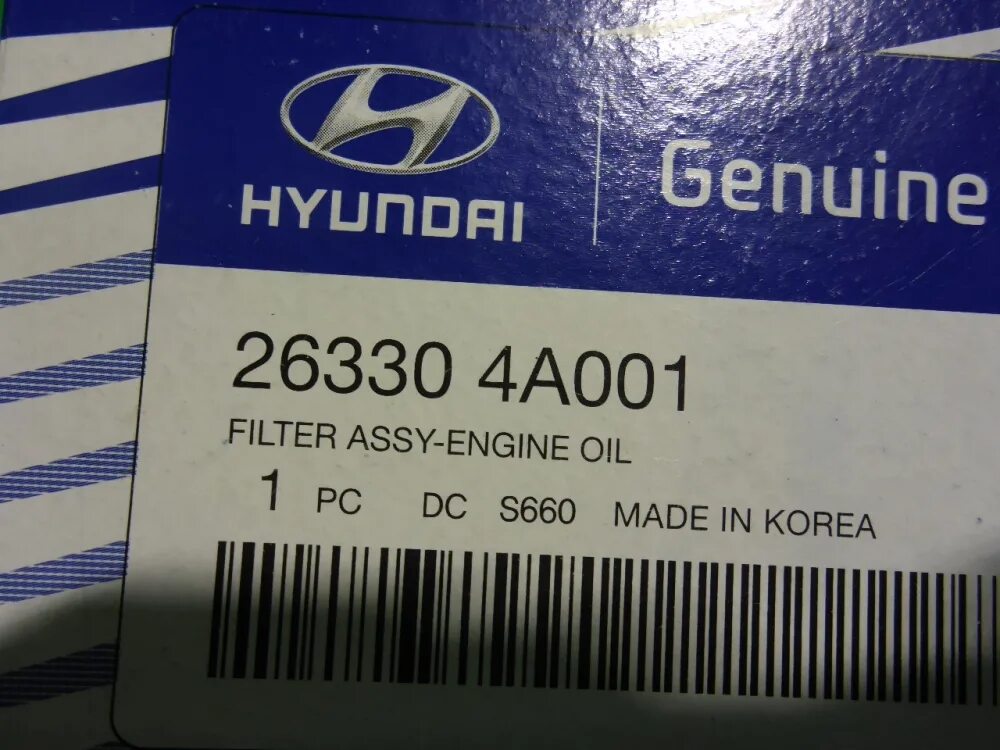 HYUNDAI
Genuine
26330 4A001
FILTER ASSY-ENGINE OIL
1 PC DC S660 MADE IN KOREA